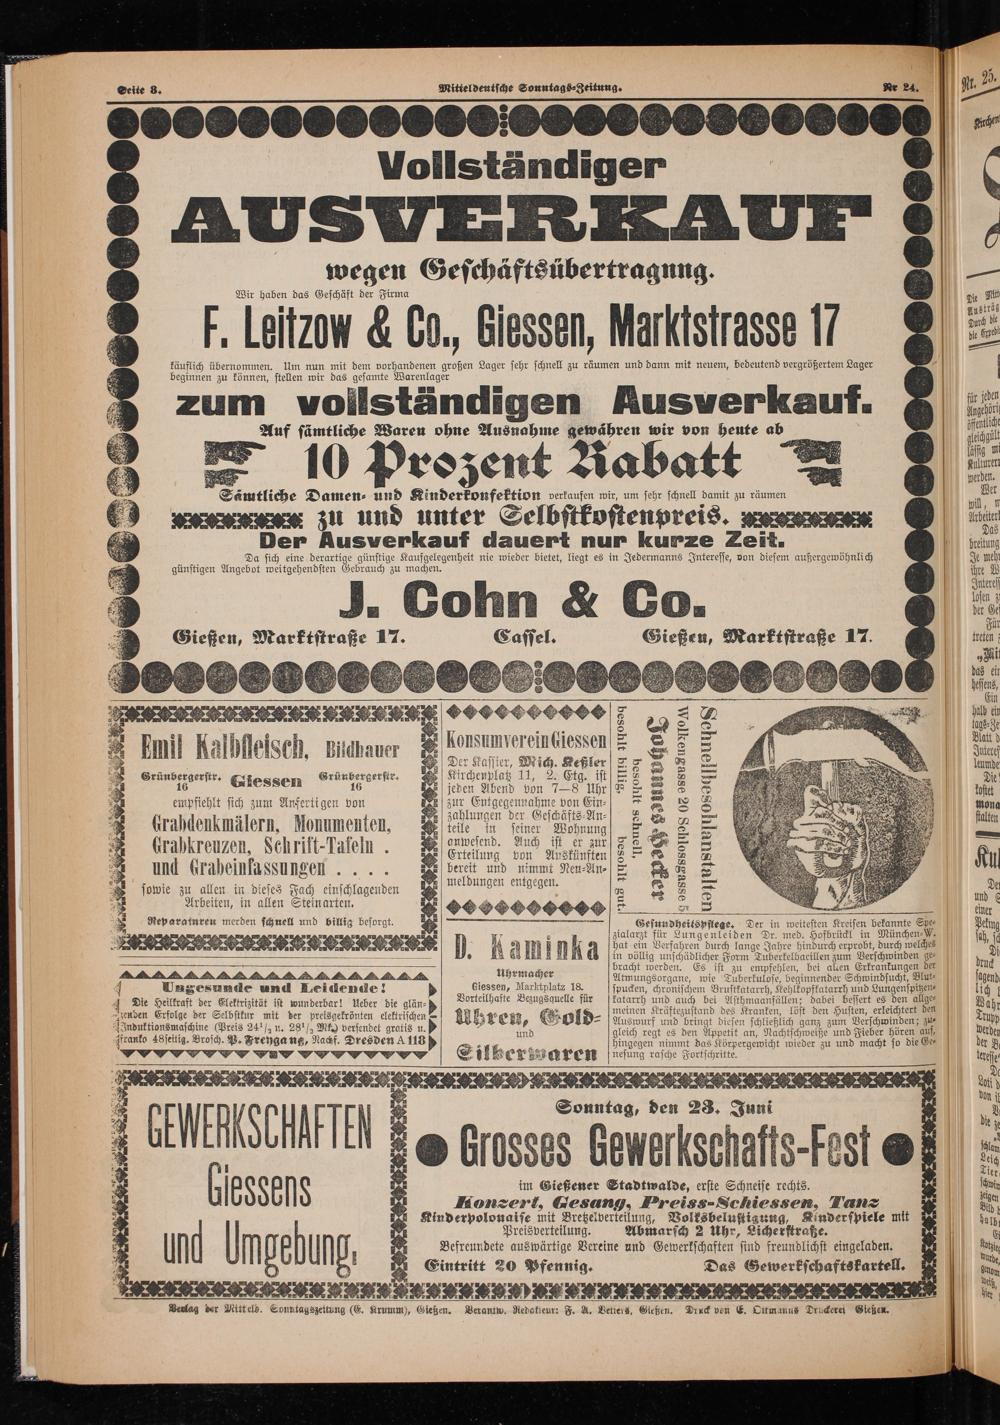 Seite 8.
Mitteldeutsche Sonntags-Zeitung.
Nr 24.
Vollständiger
AUSVERKAUF
wegen Geschäftsübertragung.
Wir haben das Geschäft der Firma
F. Leitzow & Co., Giessen, Marktstrasse 17
käuflich übernommen. Um nun mit dem vorhandenen großen Lager sehr schnell zu räumen und dann mit neuem, bedeutend vergrößertem Lager
beginnen zu können, stellen wir das gesamte Warenlager
zum vollständigen Ausverkauf.
Auf sämtliche Waren ohne Ausnahme gewähren wir von heute ab
10 Prozent Rabatt
Sämtliche Damen- und Kinderkonfektion verkaufen wir, um sehr schnell damit zu räumen
zu und unter Selbstkostenpreis.
Der Ausverkauf dauert nur kurze Zeit.
Da sich eine derartige günstige Kaufgelegenheit nie wieder bietet, liegt es in Jedermanns Interesse, von diesem außergewöhnlich
günstigen Angebot weitgehendsten Gebrauch zu machen.
J. Cohn & Co.
Gießen, Marktstraße 17.
Cassel.
Gießen, Marktstraße 17.
Emil Kalbfleisch, Bildhauer
Grünbergerstr. 16
Giessen
Grünbergerstr. 16
empfiehlt sich zum Anfertigen von
Grabdenkmälern, Monumenten,
Grabkreuzen, Schrift-Tafeln .
und Grabeinfassungen . . . .
sowie zu allen in dieses Fach einschlagenden
Arbeiten, in allen Steinarten.
Reparaturen werden schnell und billig besorgt.
Ungesunde und Leidende!
Die Heilkraft der Elektrizität ist wunderbar! Ueber die glän-
zenden Erfolge der Selbstkur mit der preisgekrönten elektrischen
Induktionsmaschine (Preis 24 1/2 u. 28 1/2 Mk.) versendet gratis u.
franko 48seitig. Brosch. P. Freygang, Nachf. Dresden A 118
Konsumverein Giessen
Der Kassier, Mich. Keßler
Kirchenplatz 11, 2. Etg. ist
jeden Abend von 7—8 Uhr
zur Entgegennahme von Ein-
zahlungen der Geschäfts-An-
teile in seiner Wohnung
anwesend. Auch ist er zur
Erteilung von Auskünften
bereit und nimmt Neu-An-
meldungen entgegen.
D. Kaminka
Uhrmacher
Giessen, Marktplatz 18.
Vorteilhafte Bezugsquelle für
Uhren, Gold-
und
Silberwaren
Schnellbesohlanstalten
Wolkengasse 20 Schlossgasse 5
Johannes Hecker
besohlt schnell,
besohlt billig, besohlt gut.
Gesundheitspflege. Der in weitesten Kreisen bekannte Spe-
zialarzt für Lungenleiden Dr. med. Hofbrückl in München-W.
hat ein Verfahren durch lange Jahre hindurch erprobt, durch welches
in völlig unschädlicher Form Tuberkelbacillen zum Verschwinden ge-
bracht werden. Es ist zu empfehlen, bei allen Erkrankungen der
Atmungsorgane, wie Tuberkulose, beginnender Schwindsucht, Blut-
spucken, chronischen Brustkatarrh, Kehlkopfkatarrh und Lungenspitzen-
katarrh und auch bei Asthmaanfällen; dabei bessert es den allge-
meinen Kräftezustand des Kranken, löst den Husten, erleichtert den
Auswurf und bringt diesen schließlich ganz zum Verschwinden; zu-
gleich regt es den Appetit an, Nachtschweiße und Fieber hören auf,
hingegen nimmt das Körpergewicht wieder zu und macht so die Ge-
nesung rasche Fortschritte.
GEWERKSCHAFTEN
Giessens
und Umgebung.
Sonntag, den 23. Juni
Grosses Gewerkschafts-Fest
im Gießener Stadtwalde, erste Schneise rechts.
Konzert, Gesang, Preiss-Schiessen, Tanz
Kinderpolonaise mit Bretzelverteilung, Volksbelustigung, Kinderspiele mit
Preisverteilung. Abmarsch 2 Uhr, Licherstraße.
Befreundete auswärtige Vereine und Gewerkschaften sind freundlichst eingeladen.
Eintritt 20 Pfennig.
Das Gewerkschaftskartell.
Verlag der Mitteld. Sonntagszeitung (E. Krumm), Gießen. Verantw. Redakteur: F. A. Vetters, Gießen. Druck von E. Ottmanns Druckerei Gießen.
Nr. 25.